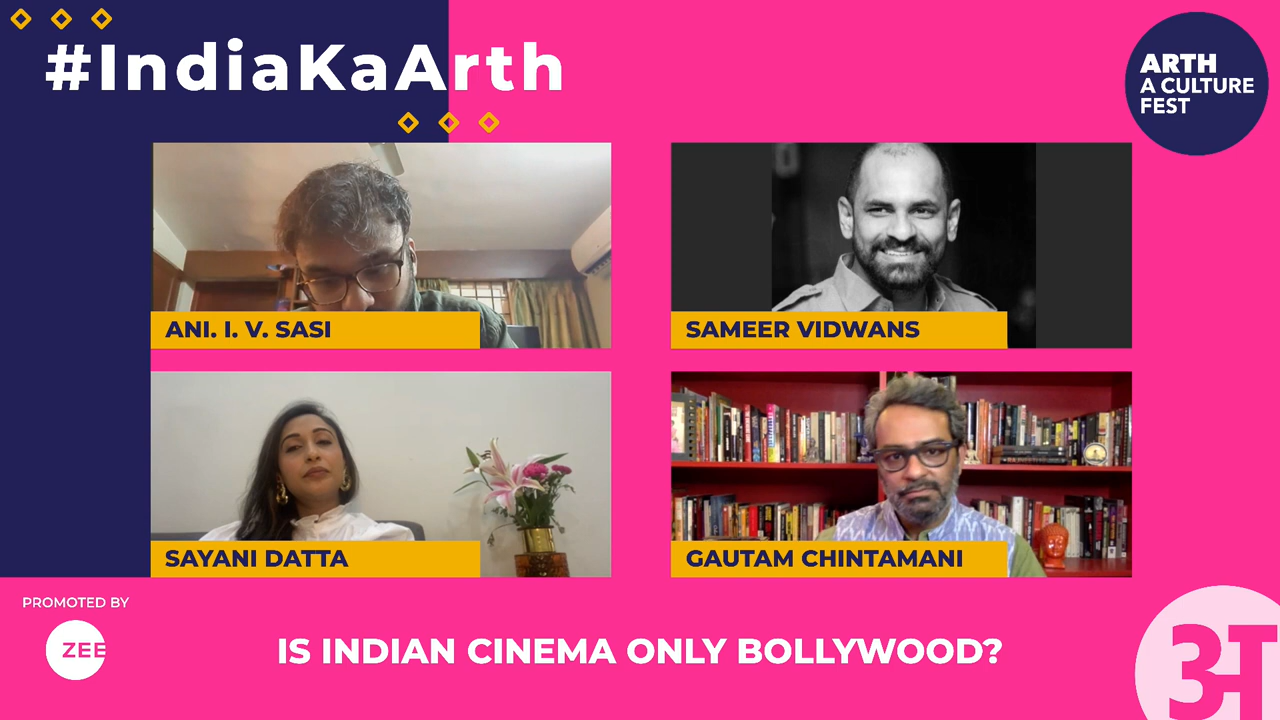 #IndiaKaArth
ARTH
A CULTURE
FEST
ANI. I. V. SASI
SAMEER VIDWANS
SAYANI DATTA
GAUTAM CHINTAMANI
PROMOTED BY
ZEE
IS INDIAN CINEMA ONLY BOLLYWOOD?
अ